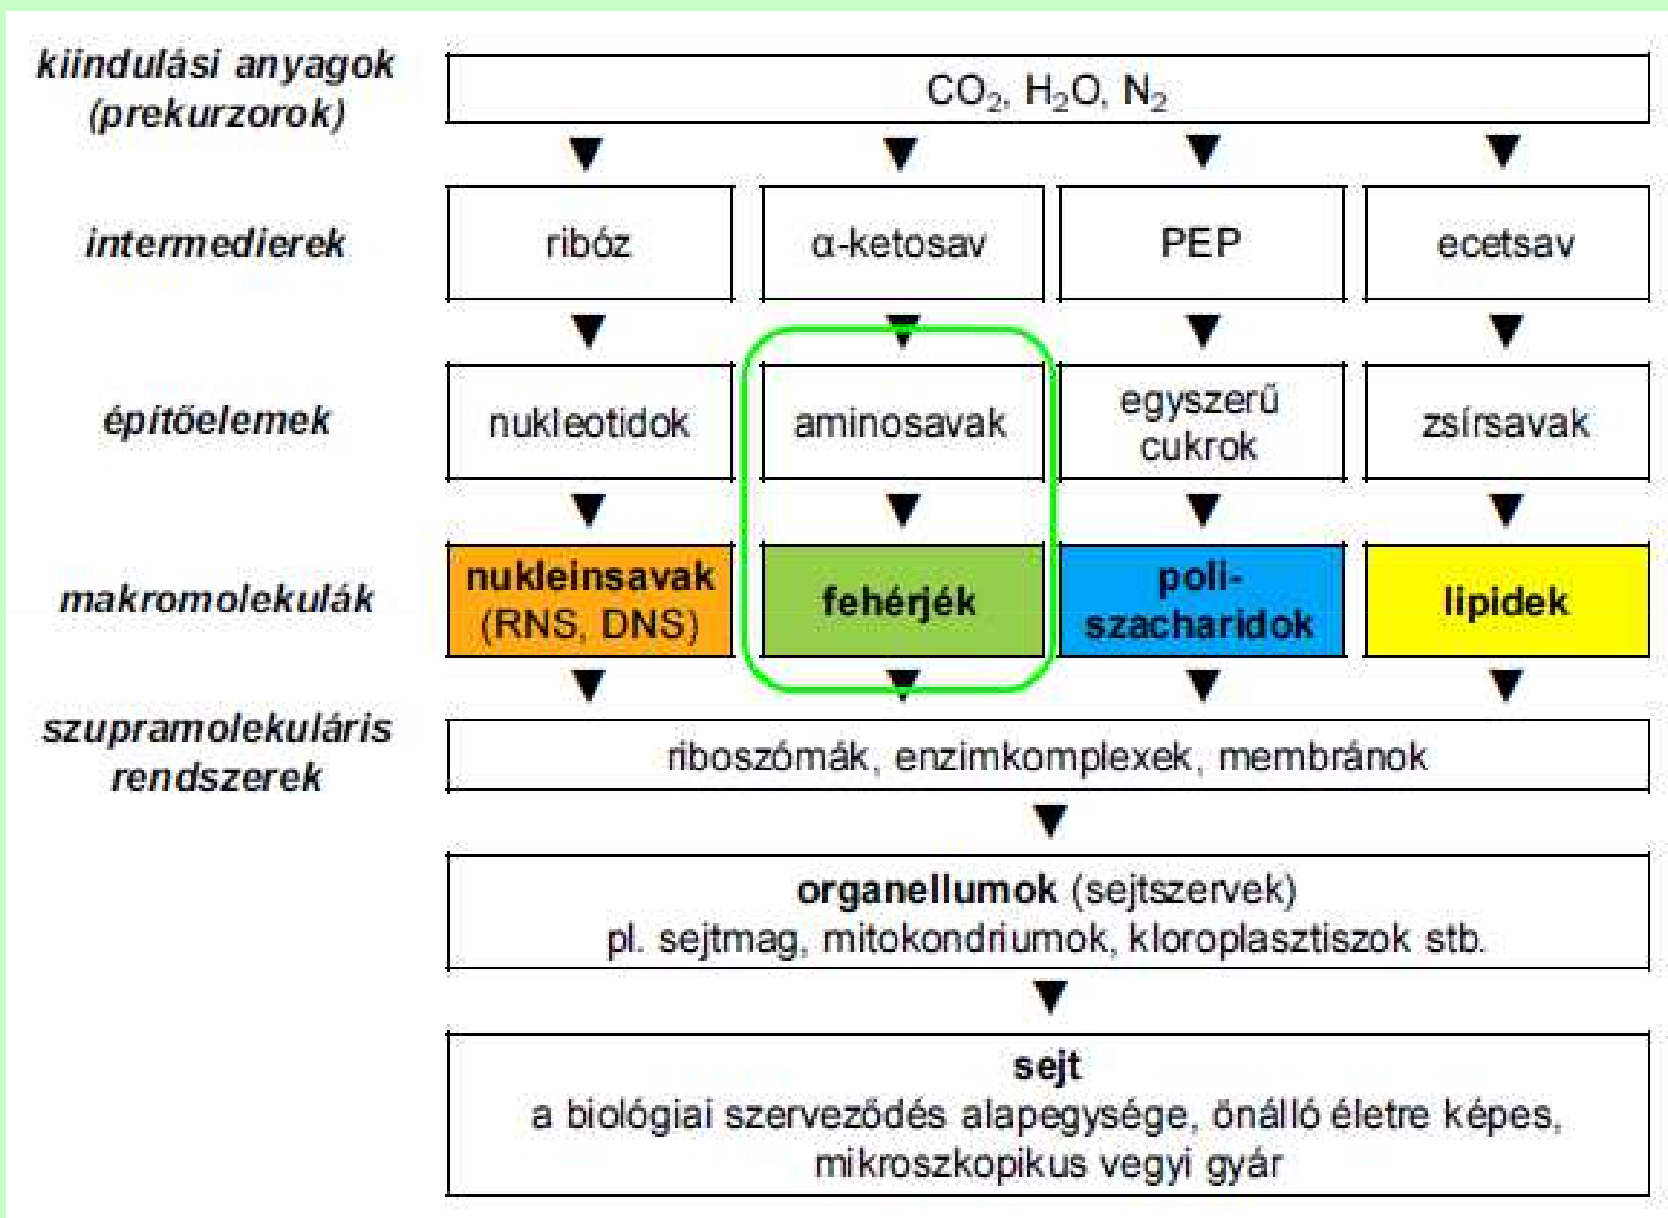 kiindulási anyagok
(prekurzorok)
CO₂, H₂O, N₂
intermedierek
ribóz
α-ketosav
PEP
ecetsav
építőelemek
nukleotidok
aminosavak
egyszerű
cukrok
zsírsavak
makromolekulák
nukleinsavak
(RNS, DNS)
fehérjék
poli-
szacharidok
lipidek
szupramolekuláris
rendszerek
riboszómák, enzimkomplexek, membránok
organellumok (sejtszervek)
pl. sejtmag, mitokondriumok, kloroplasztiszok stb.
sejt
a biológiai szerveződés alapegysége, önálló életre képes,
mikroszkopikus vegyi gyár